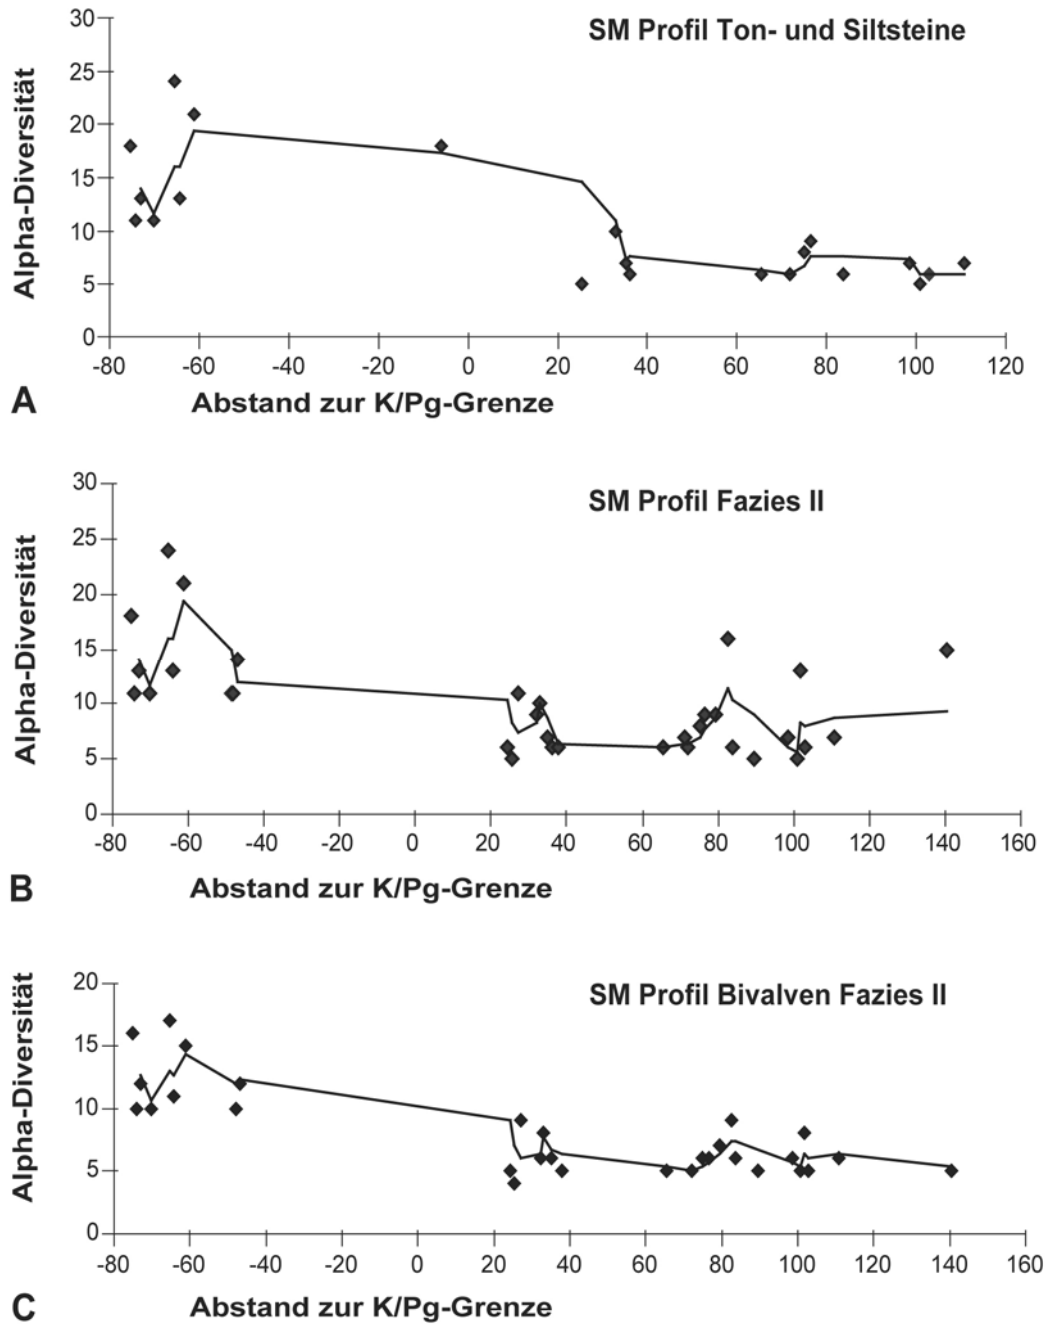 SM Profil Ton- und Siltsteine
Alpha-Diversität
30
25
20
15
10
5
0
-80 -60 -40 -20 0 20 40 60 80 100 120
A
Abstand zur K/Pg-Grenze
SM Profil Fazies II
Alpha-Diversität
30
25
20
15
10
5
0
-80 -60 -40 -20 0 20 40 60 80 100 120 140 160
B
Abstand zur K/Pg-Grenze
SM Profil Bivalven Fazies II
Alpha-Diversität
20
15
10
5
0
-80 -60 -40 -20 0 20 40 60 80 100 120 140 160
C
Abstand zur K/Pg-Grenze